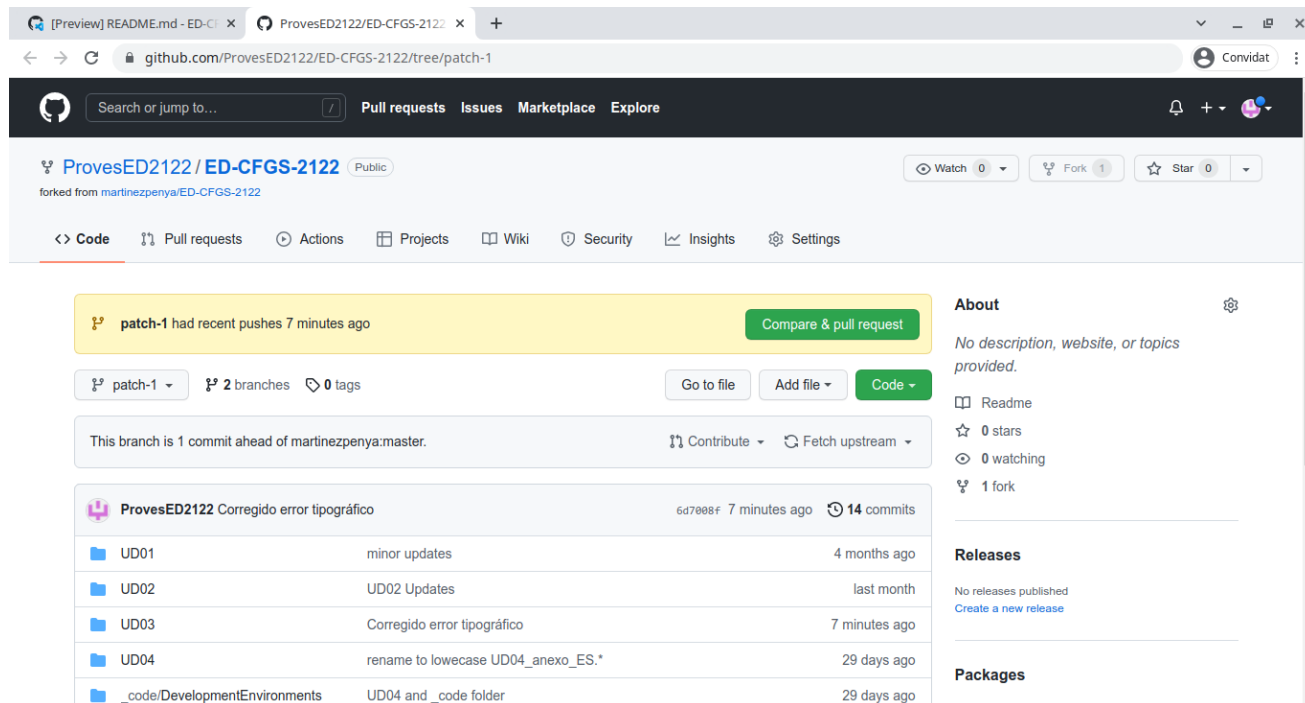 [Preview] README.md - ED-CF
ProvesED2122/ED-CFGS-2122
github.com/ProvesED2122/ED-CFGS-2122/tree/patch-1
Convidat
Search or jump to…
/
Pull requests Issues Marketplace Explore
ProvesED2122 / ED-CFGS-2122 Public
Watch 0
Fork 1
Star 0
forked from martinezpenya/ED-CFGS-2122
Code Pull requests Actions Projects Wiki Security Insights Settings
patch-1 had recent pushes 7 minutes ago
Compare & pull request
patch-1 2 branches 0 tags
Go to file Add file Code
This branch is 1 commit ahead of martinezpenya:master.
Contribute Fetch upstream
ProvesED2122 Corregido error tipográfico 6d7008f 7 minutes ago 14 commits
UD01 minor updates 4 months ago
UD02 UD02 Updates last month
UD03 Corregido error tipográfico 7 minutes ago
UD04 rename to lowecase UD04_anexo_ES.* 29 days ago
_code/DevelopmentEnvironments UD04 and _code folder 29 days ago
About
No description, website, or topics
provided.
Readme
0 stars
0 watching
1 fork
Releases
No releases published
Create a new release
Packages